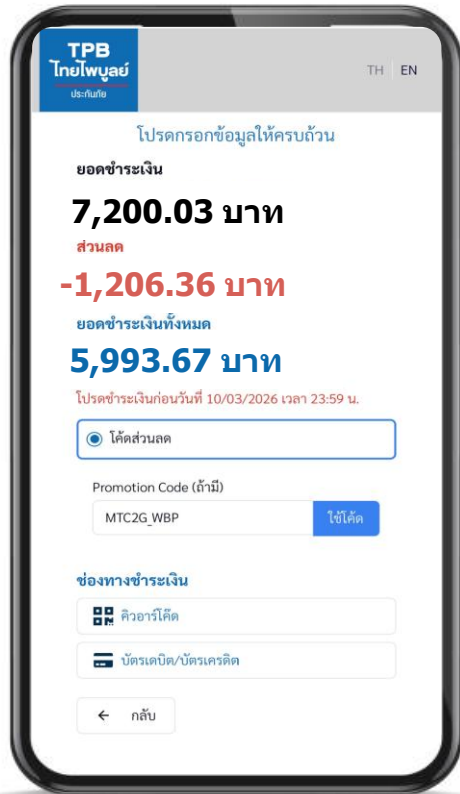 TPB
ไทยไพบูลย์
ประกันภัย
TH EN
โปรดกรอกข้อมูลให้ครบถ้วน
ยอดชำระเงิน
7,200.03 บาท
ส่วนลด
-1,206.36 บาท
ยอดชำระเงินทั้งหมด
5,993.67 บาท
โปรดชำระเงินก่อนวันที่ 10/03/2026 เวลา 23:59 น.
โค้ดส่วนลด
Promotion Code (ถ้ามี)
MTC2G_WBP ใช้โค้ด
ช่องทางชำระเงิน
คิวอาร์โค๊ด
บัตรเดบิต/บัตรเครดิต
← กลับ